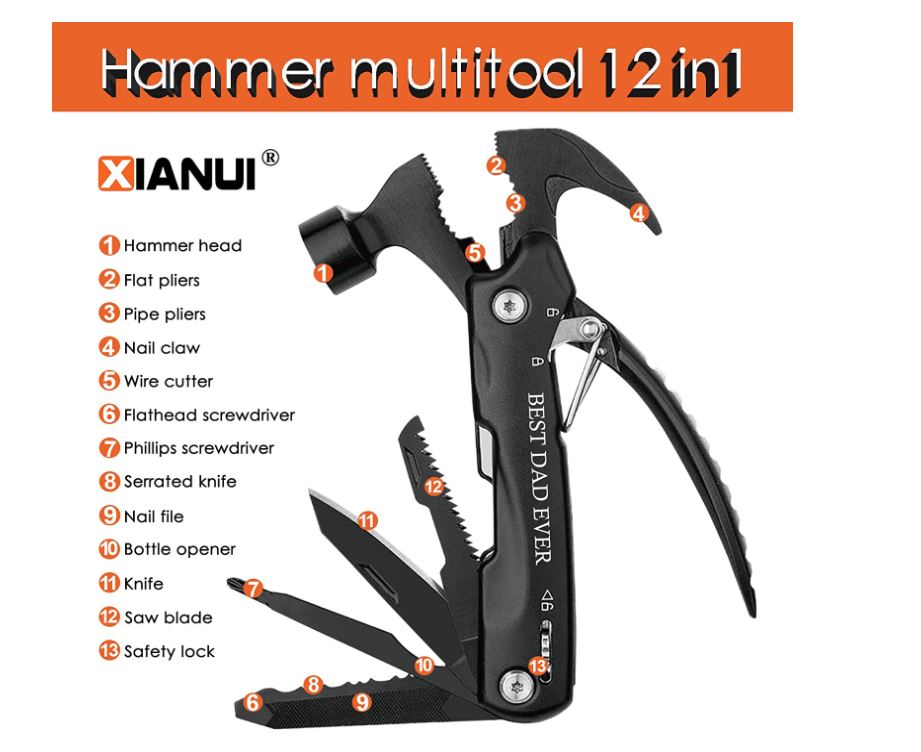 Hammer multitool 12 in1
XIANUI®
1 Hammer head
2 Flat pliers
3 Pipe pliers
4 Nail claw
5 Wire cutter
6 Flathead screwdriver
7 Phillips screwdriver
8 Serrated knife
9 Nail file
10 Bottle opener
11 Knife
12 Saw blade
13 Safety lock
2
3
4
5
1
BEST DAD EVER
12
11
7
10
13
8
6
9